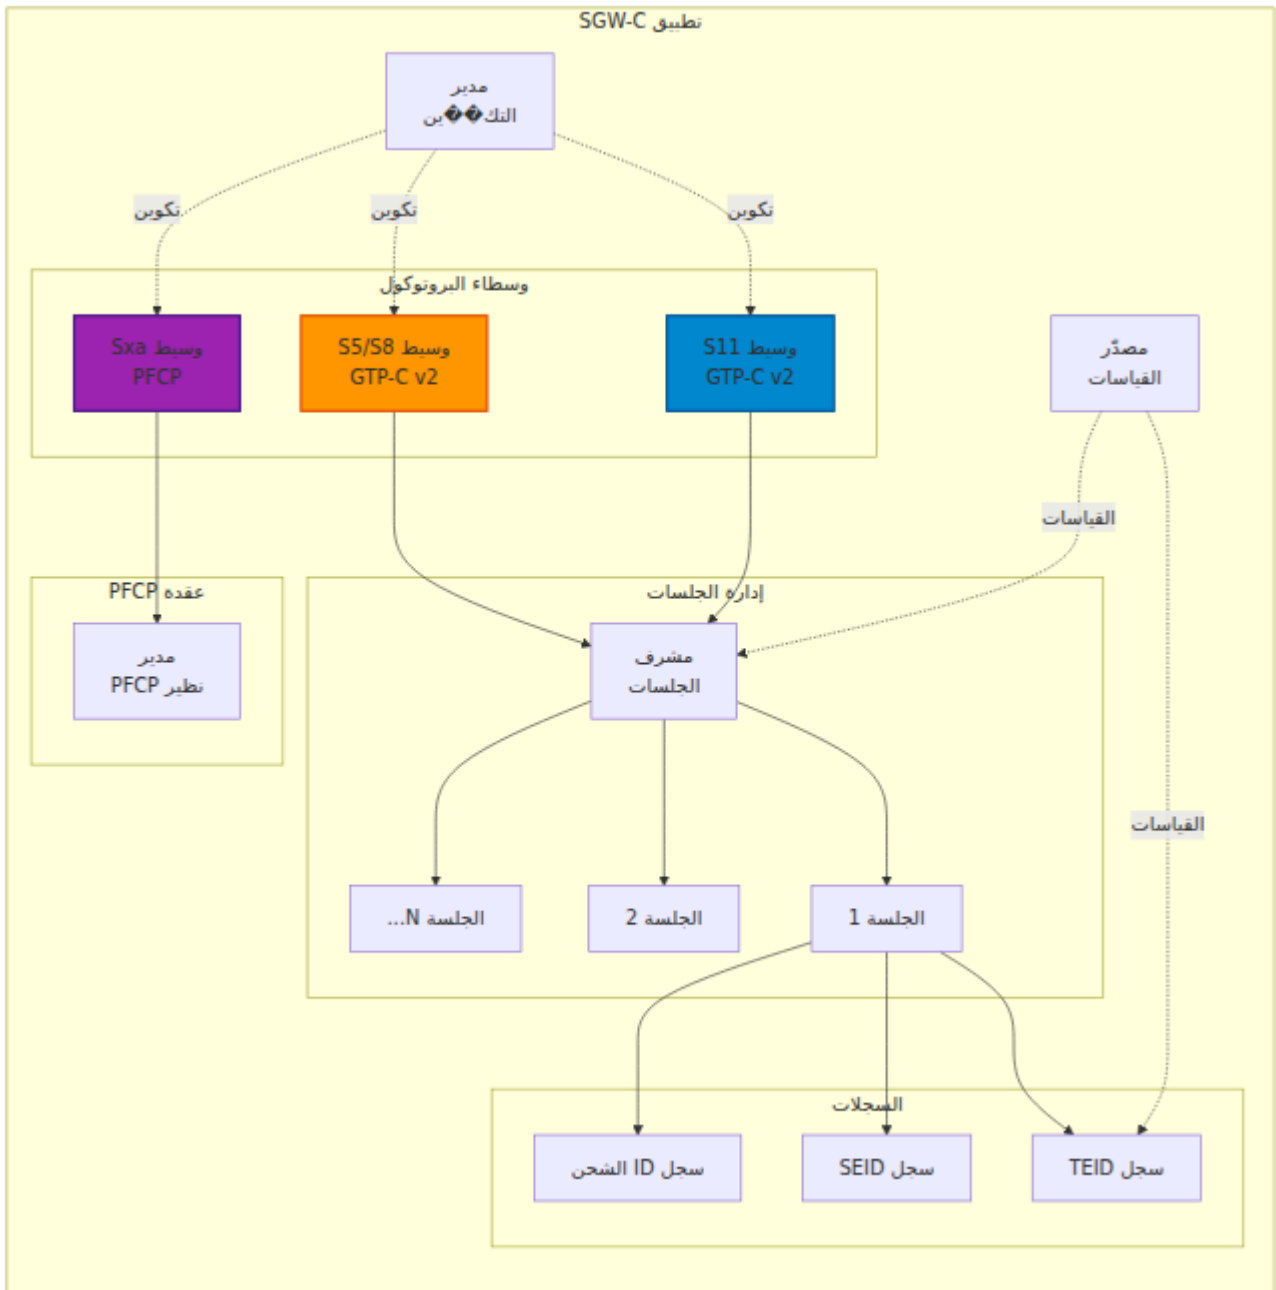 تطبيق SGW-C
مدير
التك��ين
تكوين
تكوين
تكوين
وسطاء البروتوكول
وسيط Sxa
PFCP
وسيط S5/S8
GTP-C v2
وسيط S11
GTP-C v2
مصدّر
القياسات
القياسات
عقدة PFCP
إدارة الجلسات
مدير
نظير PFCP
مشرف
الجلسات
القياسات
الجلسة N...
الجلسة 2
الجلسة 1
السجلات
سجل ID الشحن
سجل SEID
سجل TEID